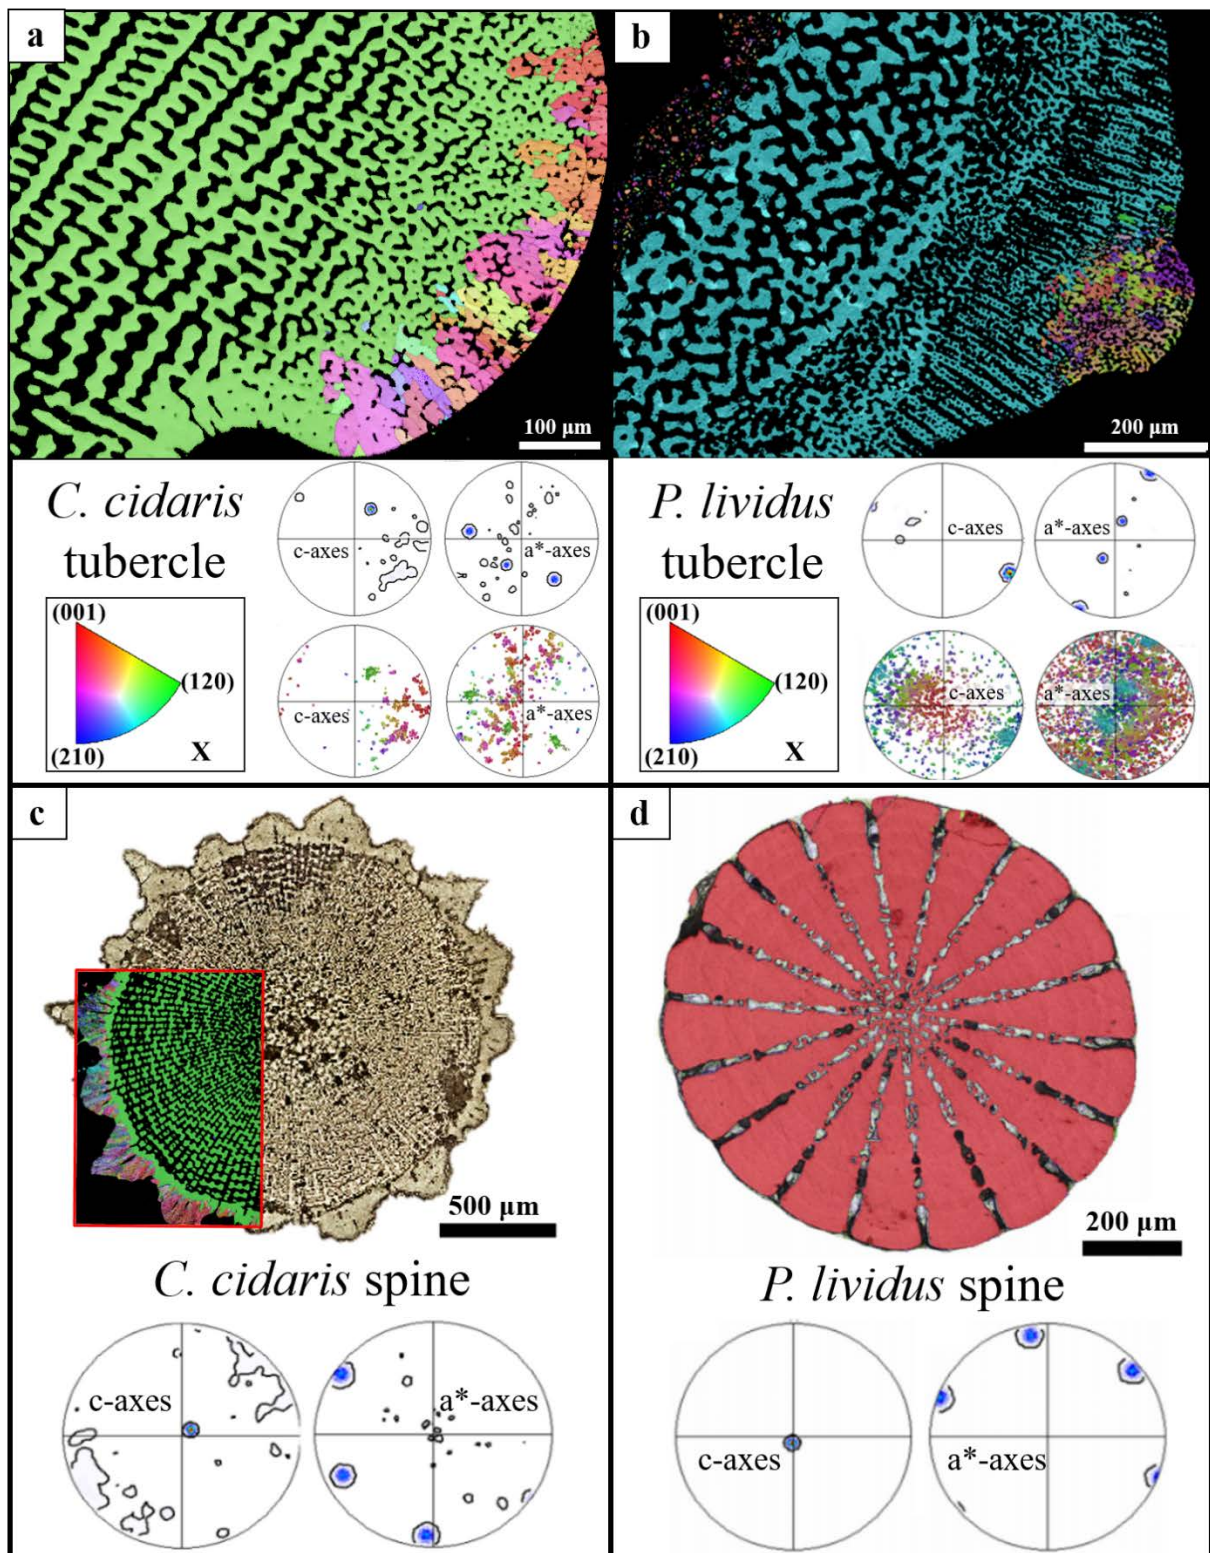 a
100 µm
C. cidaris
tubercle
c-axes
a*-axes
(001)
(120)
(210)
X
c-axes
a*-axes
b
200 µm
P. lividus
tubercle
c-axes
a*-axes
(001)
(120)
(210)
X
c-axes
a*-axes
c
500 µm
C. cidaris spine
c-axes
a*-axes
d
200 µm
P. lividus spine
c-axes
a*-axes